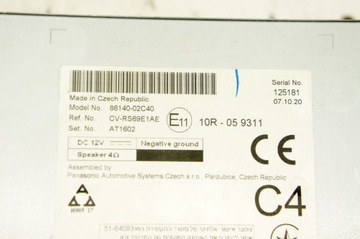 Made in Czech Republic
Model No. 86140-02C40
Ref. No. CV-RS69E1AE
Set. No. AT1602
E11 10R - 05 9311
Serial No.
125181
07.10.20
DC 12V
Negative ground
Speaker 4Ω
CE
Assembled by
Panasonic Automotive Systems Czech s.r.o., Pardubice, Czech Republic
C4